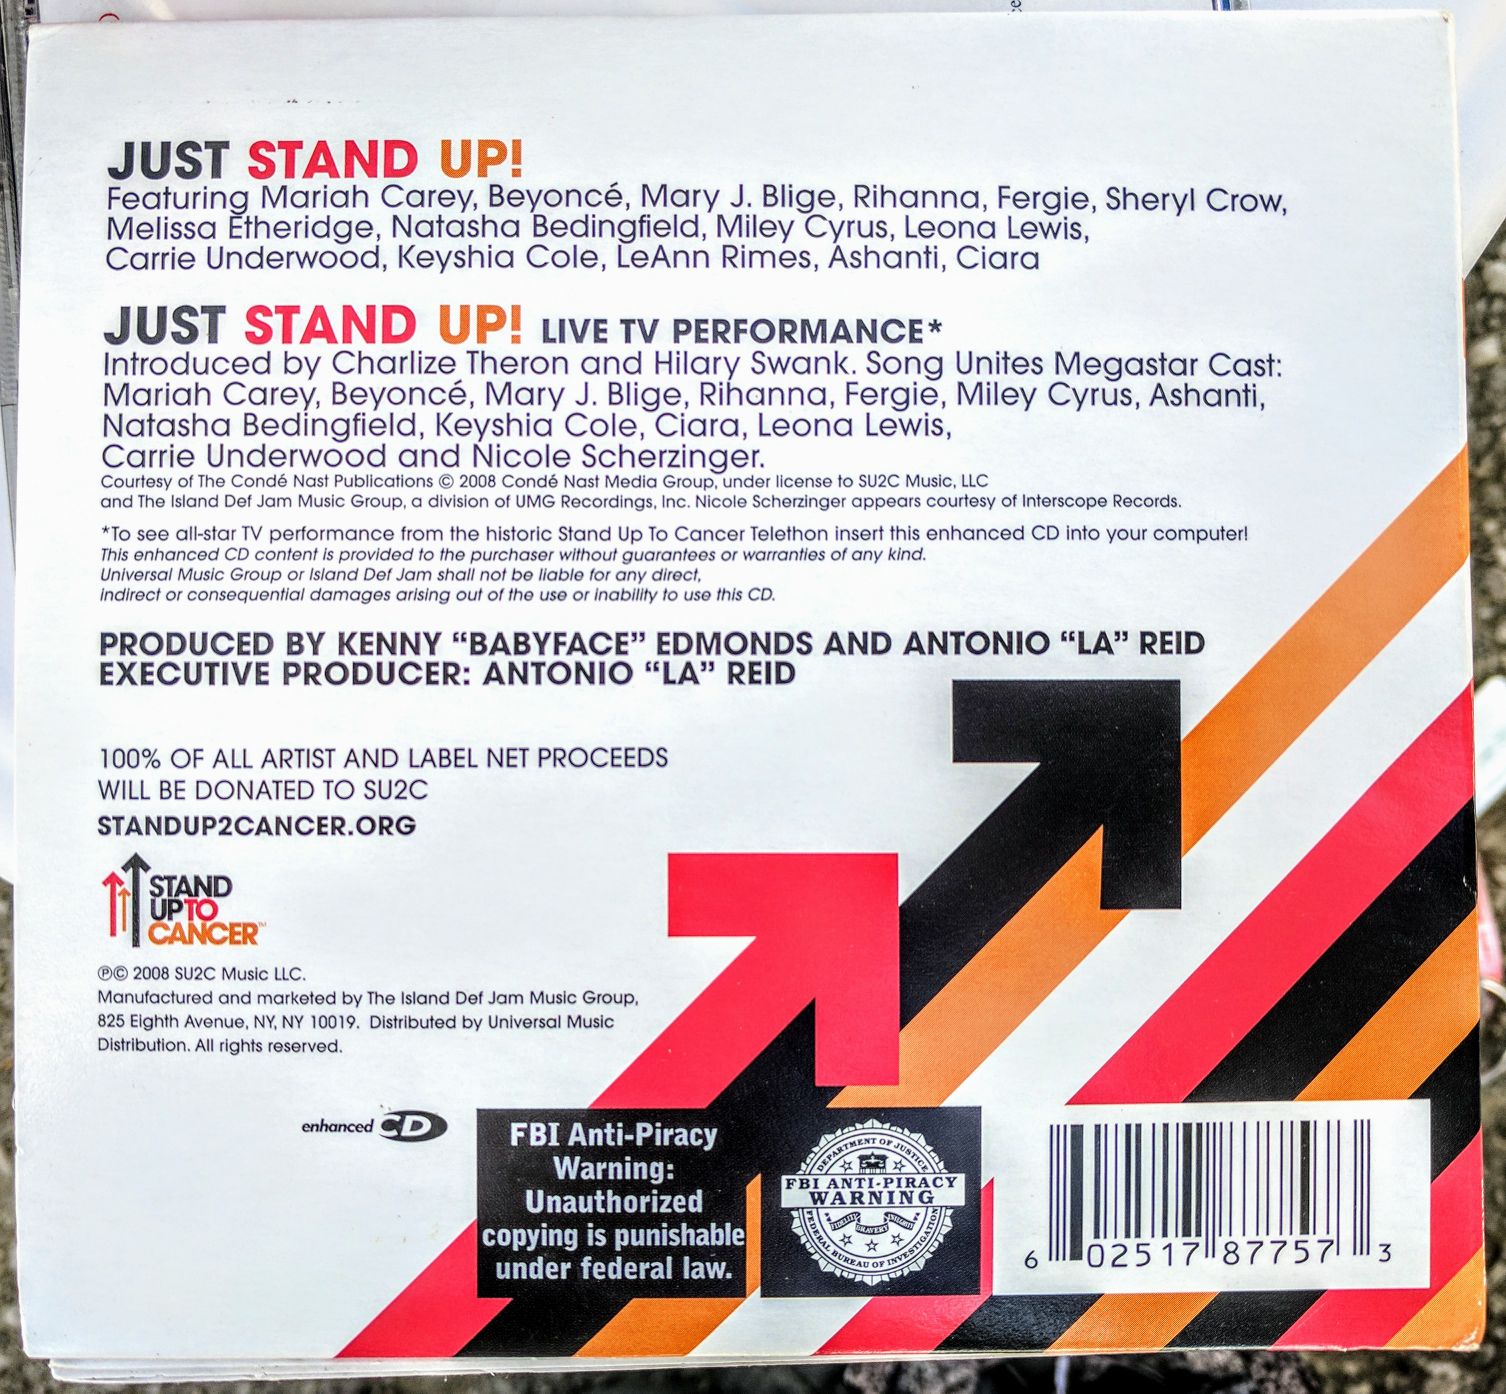 JUST STAND UP!
Featuring Mariah Carey, Beyoncé, Mary J. Blige, Rihanna, Fergie, Sheryl Crow,
Melissa Etheridge, Natasha Bedingfield, Miley Cyrus, Leona Lewis,
Carrie Underwood, Keyshia Cole, LeAnn Rimes, Ashanti, Ciara
JUST STAND UP! LIVE TV PERFORMANCE*
Introduced by Charlize Theron and Hilary Swank. Song Unites Megastar Cast:
Mariah Carey, Beyoncé, Mary J. Blige, Rihanna, Fergie, Miley Cyrus, Ashanti,
Natasha Bedingfield, Keyshia Cole, Ciara, Leona Lewis,
Carrie Underwood and Nicole Scherzinger.
Courtesy of The Condé Nast Publications © 2008 Condé Nast Media Group, under license to SU2C Music, LLC
and The Island Def Jam Music Group, a division of UMG Recordings, Inc. Nicole Scherzinger appears courtesy of Interscope Records.
*To see all-star TV performance from the historic Stand Up To Cancer Telethon insert this enhanced CD into your computer!
This enhanced CD content is provided to the purchaser without guarantees or warranties of any kind.
Universal Music Group or Island Def Jam shall not be liable for any direct,
indirect or consequential damages arising out of the use or inability to use this CD.
PRODUCED BY KENNY “BABYFACE” EDMONDS AND ANTONIO “LA” REID
EXECUTIVE PRODUCER: ANTONIO “LA” REID
100% OF ALL ARTIST AND LABEL NET PROCEEDS
WILL BE DONATED TO SU2C
STANDUP2CANCER.ORG
STAND
UPTO
CANCER™
℗© 2008 SU2C Music LLC.
Manufactured and marketed by The Island Def Jam Music Group,
825 Eighth Avenue, NY, NY 10019. Distributed by Universal Music
Distribution. All rights reserved.
enhanced CD
FBI Anti-Piracy
Warning:
Unauthorized
copying is punishable
under federal law.
DEPARTMENT OF JUSTICE
FBI ANTI-PIRACY
WARNING
FIDELITY BRAVERY INTEGRITY
FEDERAL BUREAU OF INVESTIGATION
6 02517 87757 3